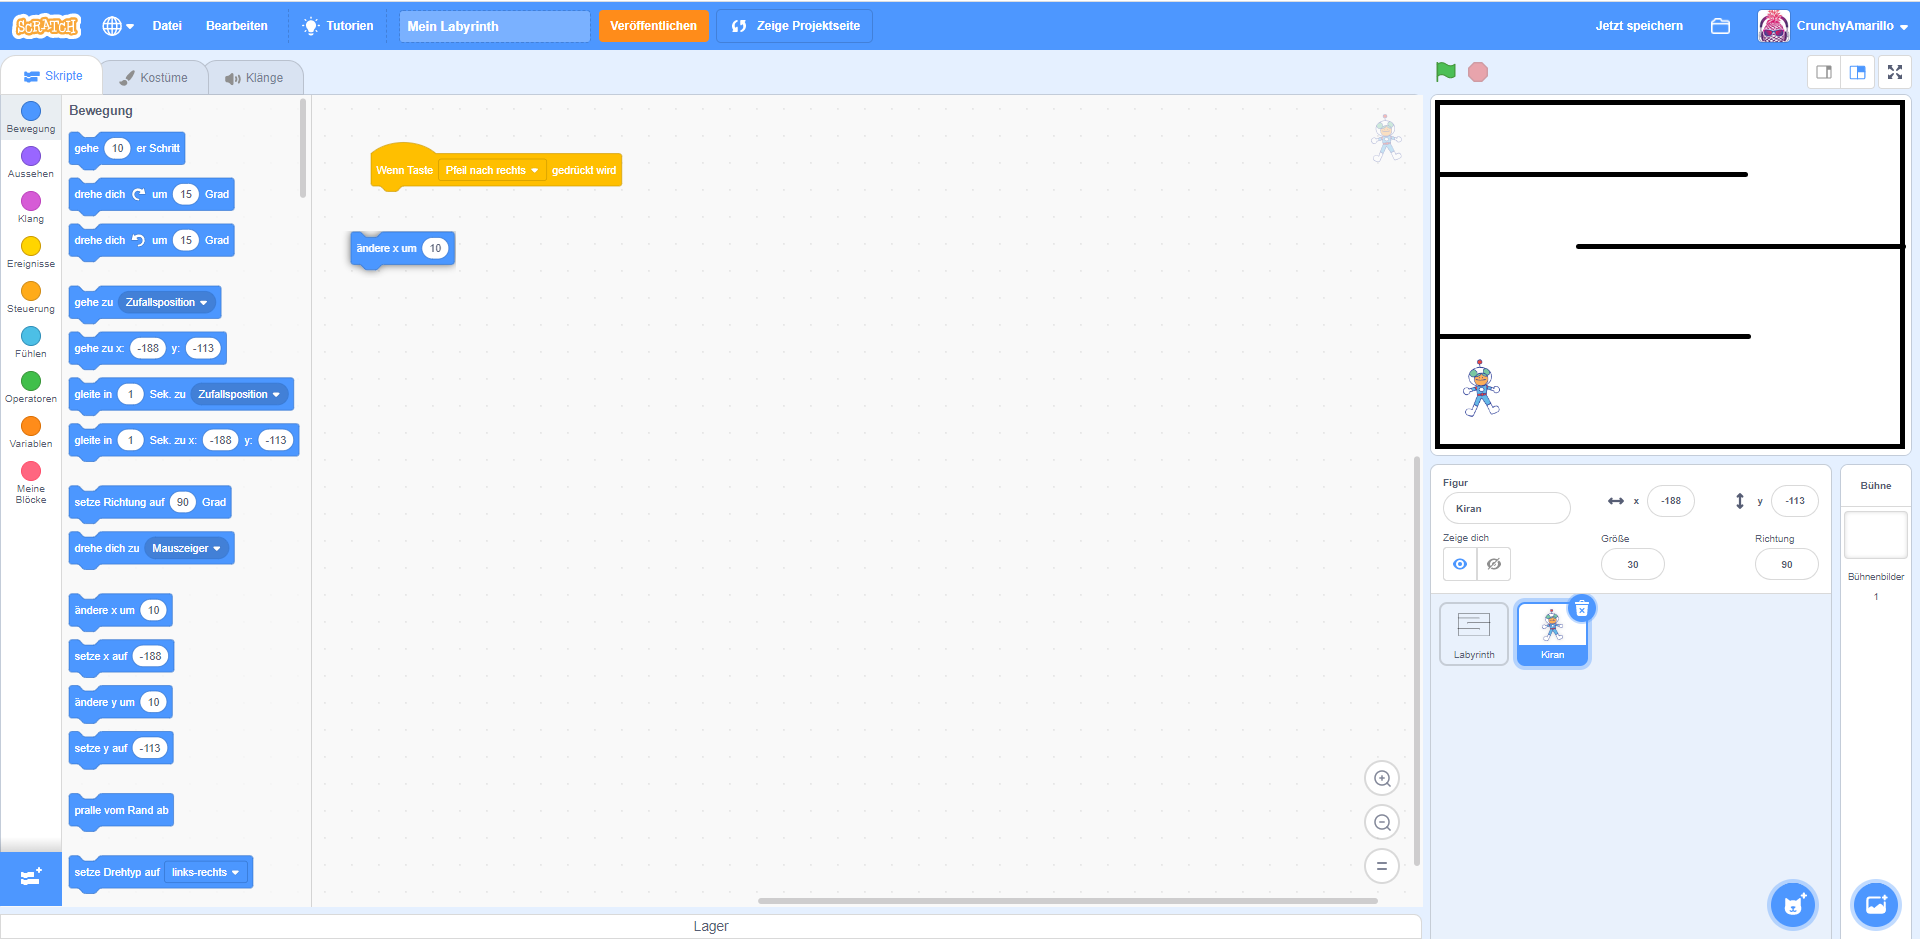 SCRATCH Datei Bearbeiten Tutorien Mein Labyrinth Veröffentlichen Zeige Projektseite Jetzt speichern CrunchyAmarillo
Skripte Kostüme Klänge
Bewegung
Aussehen
Klang
Ereignisse
Steuerung
Fühlen
Operatoren
Variablen
Meine
Blöcke
Bewegung
gehe 10 er Schritt
drehe dich um 15 Grad
drehe dich um 15 Grad
gehe zu Zufallsposition
gehe zu x: -188 y: -113
gleite in 1 Sek. zu Zufallsposition
gleite in 1 Sek. zu x: -188 y: -113
setze Richtung auf 90 Grad
drehe dich zu Mauszeiger
ändere x um 10
setze x auf -188
ändere y um 10
setze y auf -113
pralle vom Rand ab
setze Drehtyp auf links-rechts
Wenn Taste Pfeil nach rechts gedrückt wird
ändere x um 10
Lager
Figur
Kiran
x -188
y -113
Zeige dich
Größe
30
Richtung
90
Labyrinth
Kiran
Bühne
Bühnenbilder
1